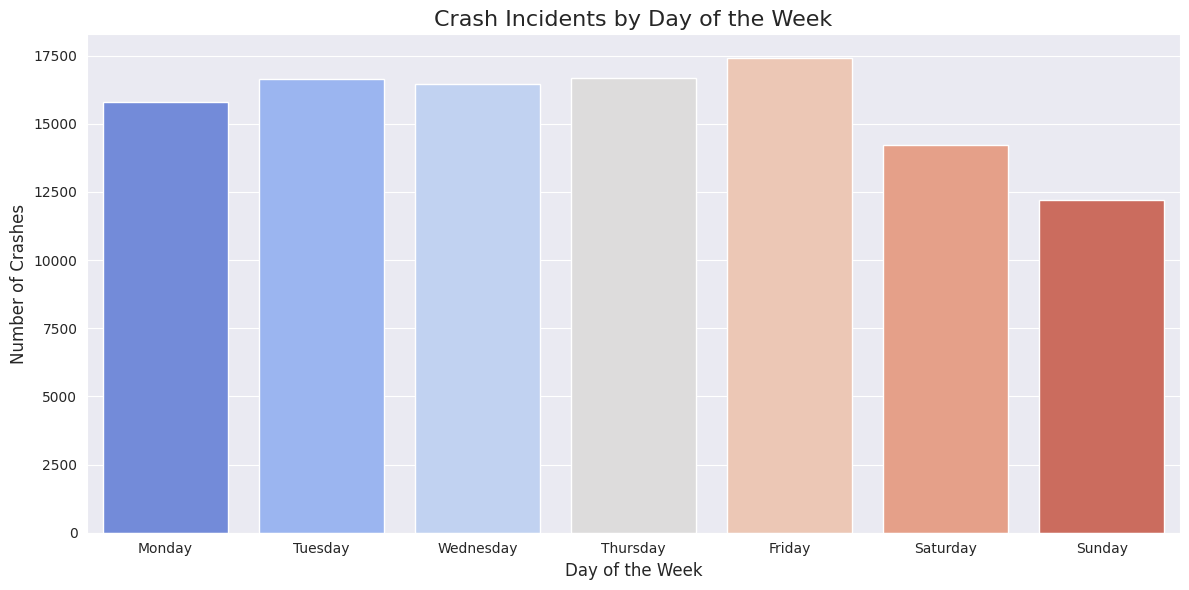 Crash Incidents by Day of the Week
Number of Crashes
17500
15000
12500
10000
7500
5000
2500
0
Monday Tuesday Wednesday Thursday Friday Saturday Sunday
Day of the Week